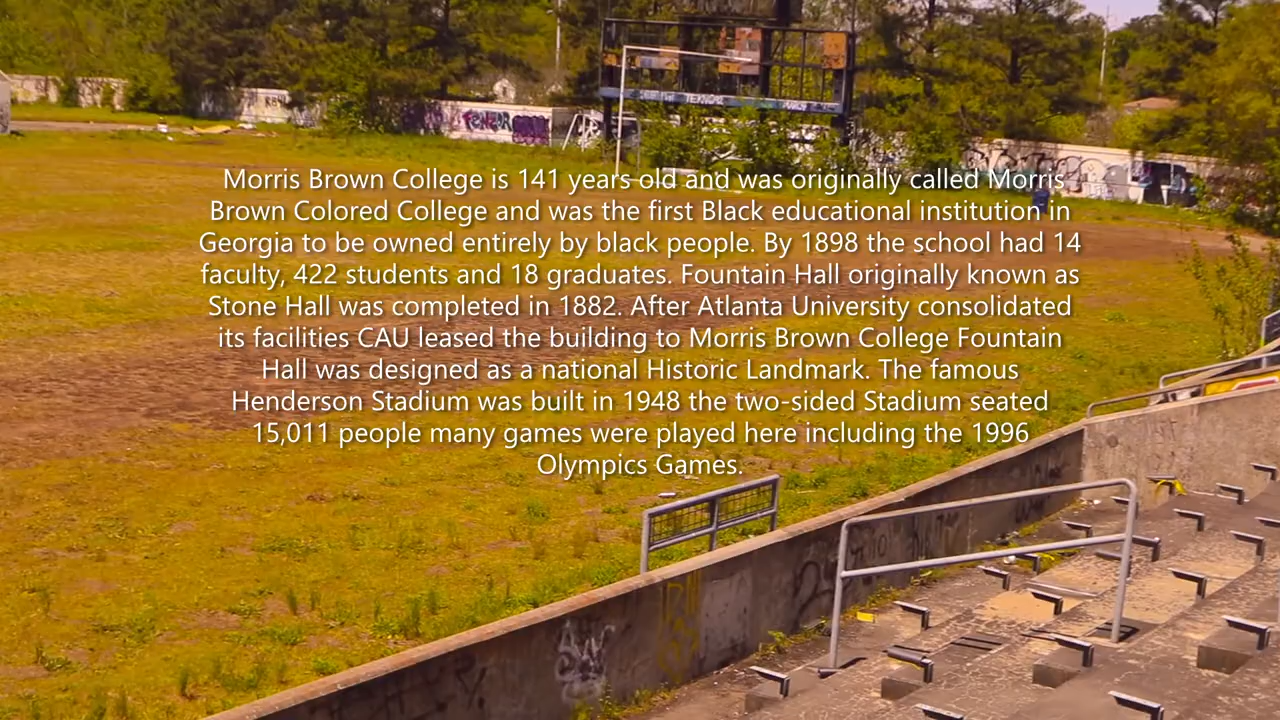 Morris Brown College is 141 years old and was originally called Morris
Brown Colored College and was the first Black educational institution in
Georgia to be owned entirely by black people. By 1898 the school had 14
faculty, 422 students and 18 graduates. Fountain Hall originally known as
Stone Hall was completed in 1882. After Atlanta University consolidated
its facilities CAU leased the building to Morris Brown College Fountain
Hall was designed as a national Historic Landmark. The famous
Henderson Stadium was built in 1948 the two-sided Stadium seated
15,011 people many games were played here including the 1996
Olympics Games.